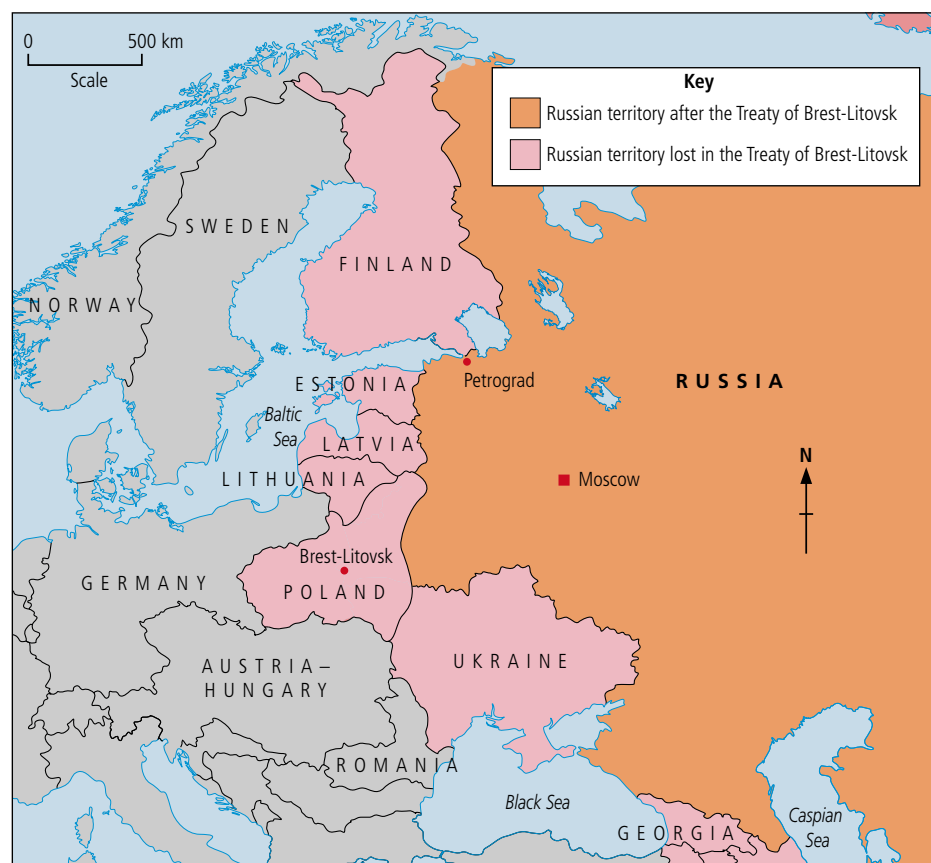 0 500 km
Scale
Key
Russian territory after the Treaty of Brest-Litovsk
Russian territory lost in the Treaty of Brest-Litovsk
SWEDEN
FINLAND
NORWAY
Petrograd
RUSSIA
ESTONIA
Baltic
Sea
LATVIA
N
LITHUANIA
Moscow
Brest-Litovsk
GERMANY
POLAND
UKRAINE
AUSTRIA–
HUNGARY
ROMANIA
Black Sea
Caspian
Sea
GEORGIA